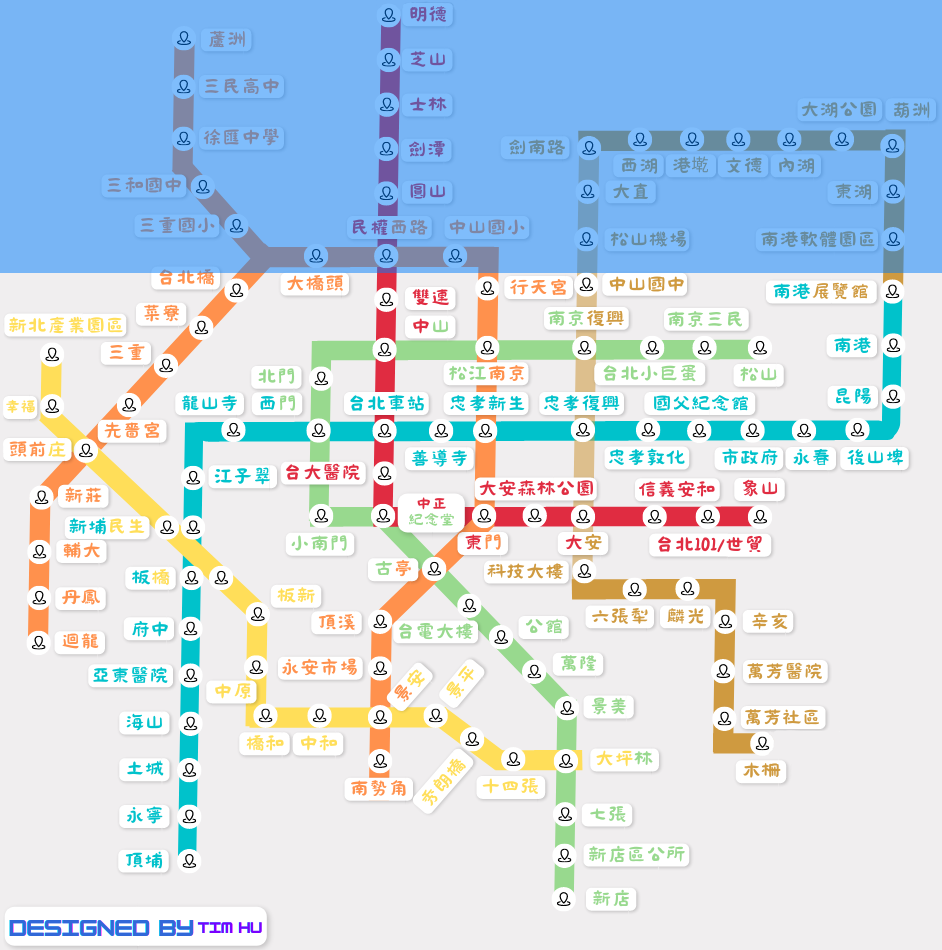 明德
蘆洲
芝山
三民高中
士林
大湖公園
葫洲
徐匯中學
劍潭
劍南路
西湖
港墘
文德
內湖
三和國中
圓山
大直
東湖
三重國小
民權西路
中山國小
松山機場
南港軟體園區
台北橋
大橋頭
行天宮
中山國中
南港展覽館
雙連
菜寮
中山
南京復興
南京三民
新北產業園區
三重
南港
北門
松江南京
台北小巨蛋
松山
幸福
先嗇宮
龍山寺
西門
台北車站
忠孝新生
忠孝復興
國父紀念館
昆陽
頭前庄
善導寺
忠孝敦化
市政府
永春
後山埤
江子翠
台大醫院
新莊
大安森林公園
信義安和
象山
中正
紀念堂
新埔民生
小南門
東門
大安
台北101/世貿
輔大
古亭
科技大樓
板橋
丹鳳
板新
頂溪
六張犁
麟光
辛亥
府中
台電大樓
公館
迴龍
永安市場
萬隆
亞東醫院
中原
景安
景平
萬芳醫院
景美
海山
橋和
中和
萬芳社區
大坪林
土城
南勢角
秀朗橋
十四張
木柵
永寧
七張
頂埔
新店區公所
新店
DESIGNED BY TIM HU